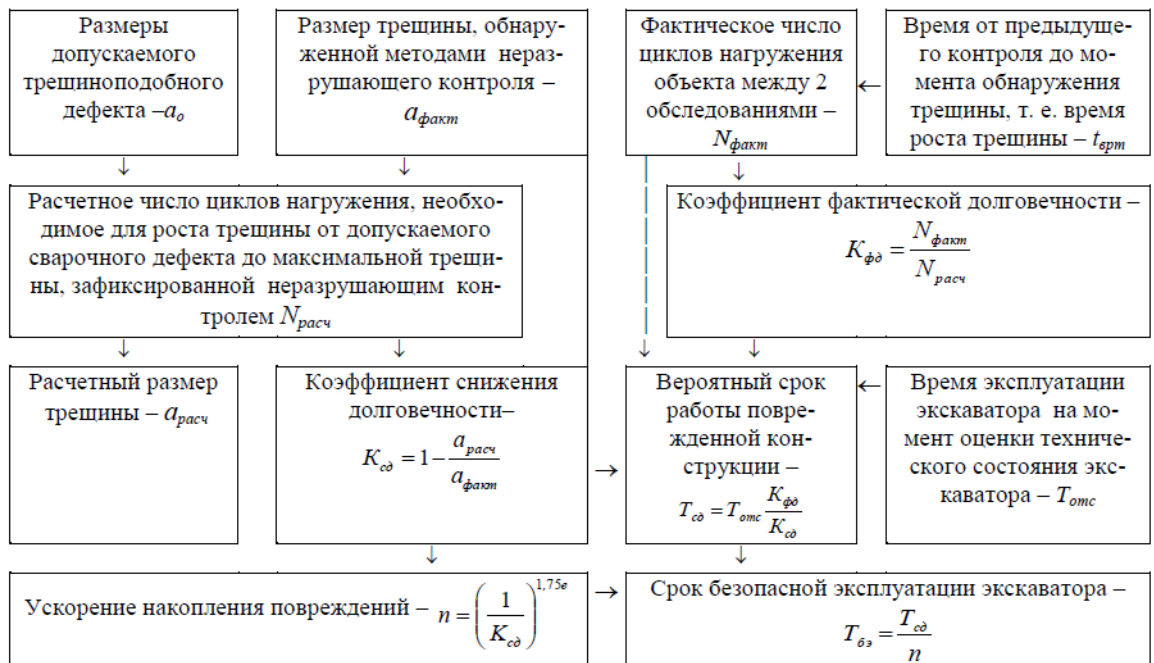 Размеры
допускаемого
трещиноподобного
дефекта –aо
Размер трещины, обна-
руженной методами нераз-
рушающего контроля –
aфакт
Фактическое число
циклов нагружения
объекта между 2
обследованиями –
Nфакт
←
Время от предыдуще-
го контроля до мо-
мента обнаружения
трещины, т. е. время
роста трещины – tврт
↓ ↓ ↓ ↓
Расчетное число циклов нагружения, необхо-
димое для роста трещины от допускаемого
сварочного дефекта до максимальной трещи-
ны, зафиксированной неразрушающим кон-
тролем Nрасч
Коэффициент фактической долговечности –
Kфд = Nфакт / Nрасч
↓ ↓ ↓ ↓
Расчетный размер
трещины – aрасч
Коэффициент снижения
долговечности–
Kсд = 1 − aрасч / aфакт
→
Вероятный срок
работы повре-
жденной кон-
струкции –
Tсд = Tотс Kфд / Kсд
←
Время эксплуатации
экскаватора на мо-
мент оценки техниче-
ского состояния экс-
каватора – Tотс
↓ ↓
Ускорение накопления повреждений – n = (1 / Kсд)^1,75в
→
Срок безопасной эксплуатации экскаватора –
Tбэ = Tсд / n